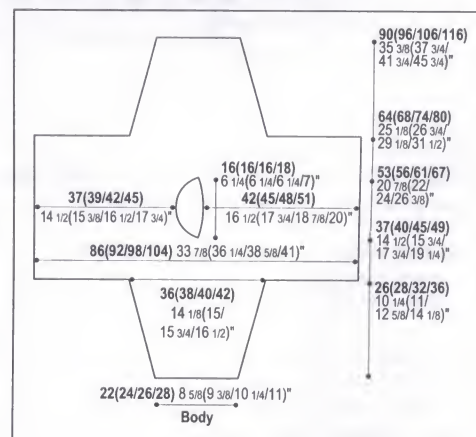 90(96/106/116)
35 3/8(37 3/4/
41 3/4/45 3/4)"
64(68/74/80)
25 1/8(26 3/4/
29 1/8/31 1/2)"
16(16/16/18)
6 1/4(6 1/4/6 1/4/7)"
53(56/61/67)
20 7/8(22/
24/26 3/8)"
37(39/42/45)
14 1/2(15 3/8/16 1/2/17 3/4)"
42(45/48/51)
16 1/2(17 3/4/18 7/8/20)"
37(40/45/49)
14 1/2(15 3/4/
17 3/4/19 1/4)"
86(92/98/104) 33 7/8(36 1/4/38 5/8/41)"
36(38/40/42)
14 1/8(15/
15 3/4/16 1/2)"
26(28/32/36)
10 1/4(11/
12 5/8/14 1/8)"
22(24/26/28) 8 5/8(9 3/8/10 1/4/11)"
Body